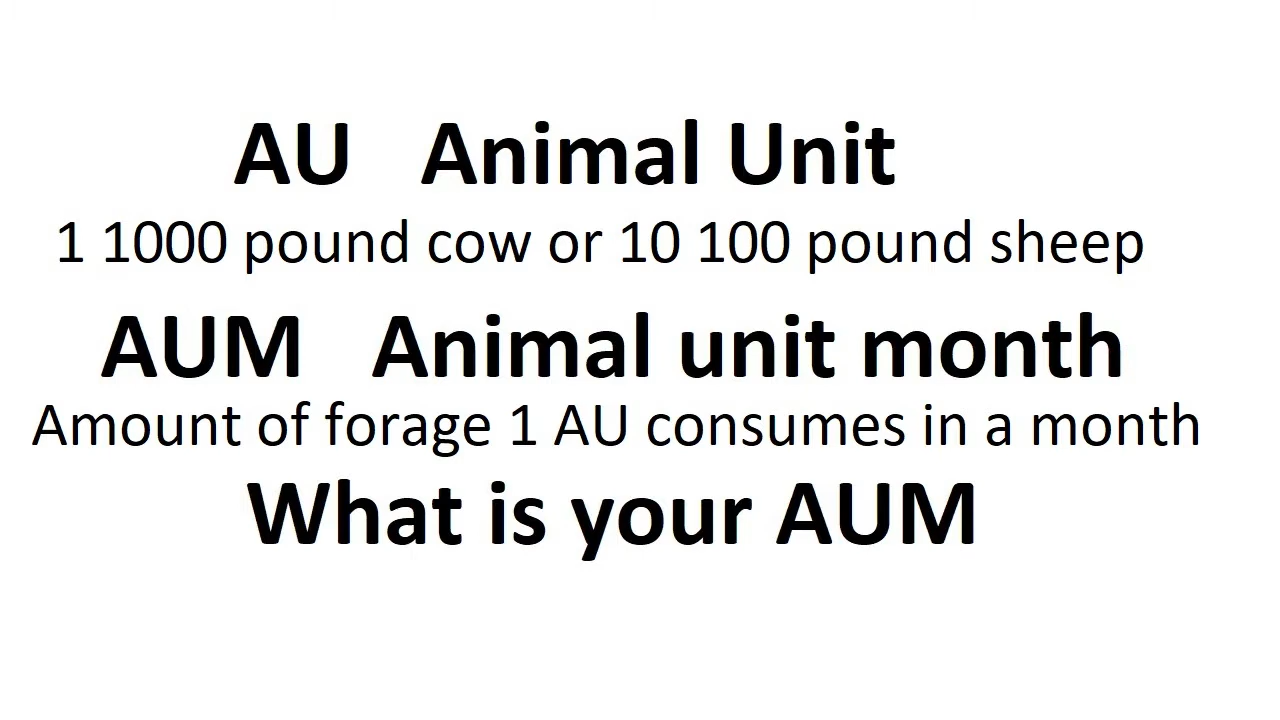 AU Animal Unit
1 1000 pound cow or 10 100 pound sheep
AUM Animal unit month
Amount of forage 1 AU consumes in a month
What is your AUM